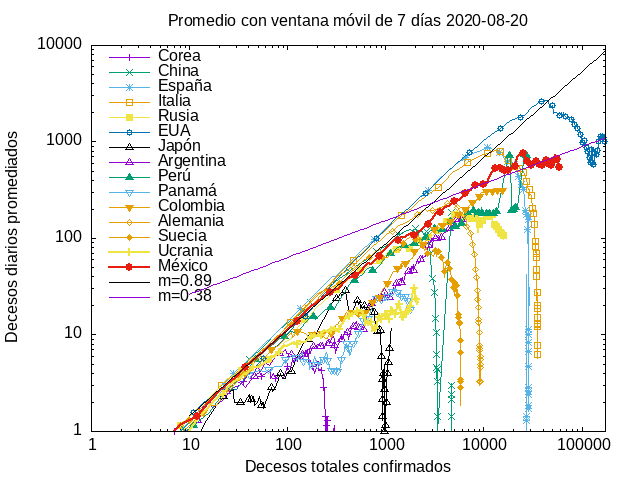 Promedio con ventana móvil de 7 días 2020-08-20
10000
1000
100
10
1
Decesos diarios promediados
Corea
China
España
Italia
Rusia
EUA
Japón
Argentina
Perú
Panamá
Colombia
Alemania
Suecia
Ucrania
México
m=0.89
m=0.38
1 10 100 1000 10000 100000
Decesos totales confirmados